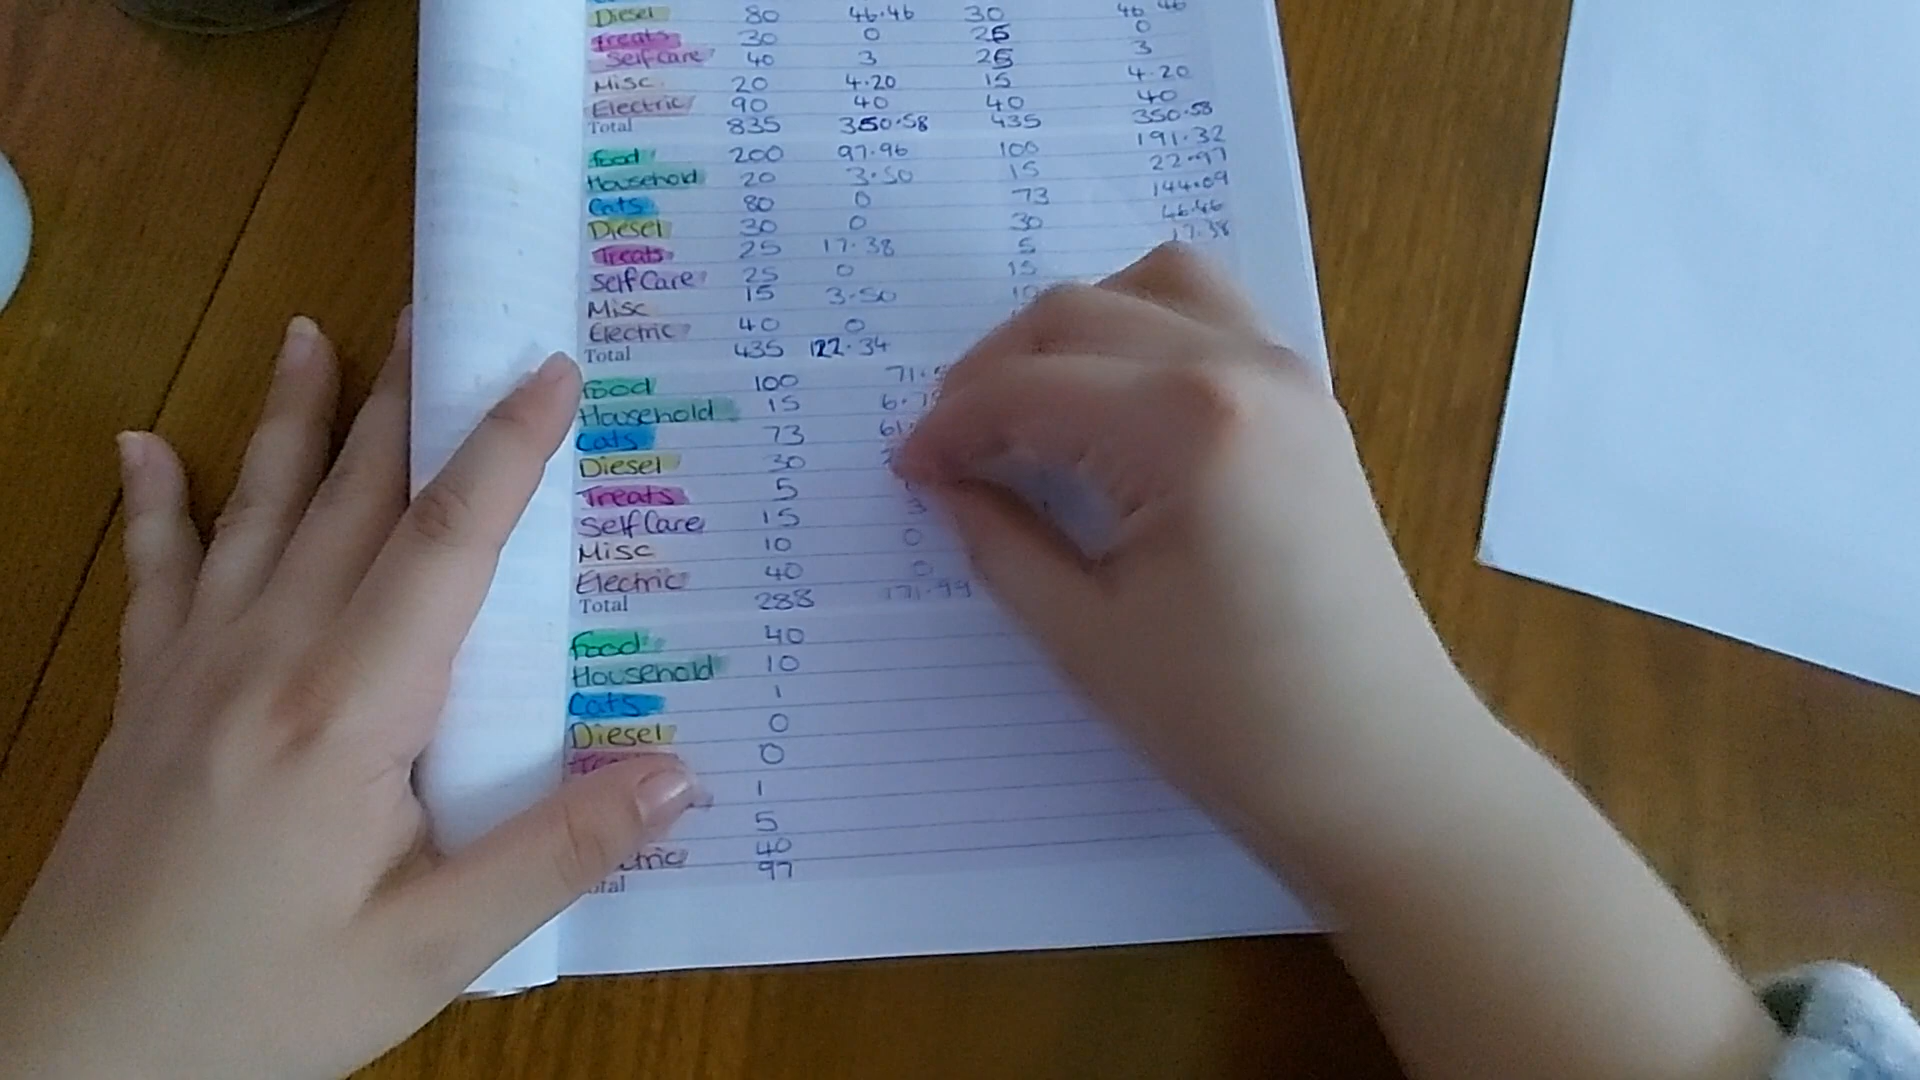 Diesel 80 46.46 30 46 46
Treats 30 0 25 0
Self care 40 3 25 3
Misc 20 4.20 15 4.20
Electric 90 40 40 40
Total 835 350.58 435 350.58
food 200 97.96 100 191.32
Household 20 3.50 15 22.97
Cats 80 0 73 144.09
Diesel 30 0 30 46.46
Treats 25 17.38 5 17.38
Self Care 25 0 15
Misc 15 3.50
Electric 40 0
Total 435 122.34
Food 100
Household 15
Cats 73
Diesel 30
Treats 5
Self Care 15 3
Misc 10 0
Electric 40 0
Total 288 171.99
Food 40
Household 10
Cats 1
Diesel 0
0
1
5
40
97